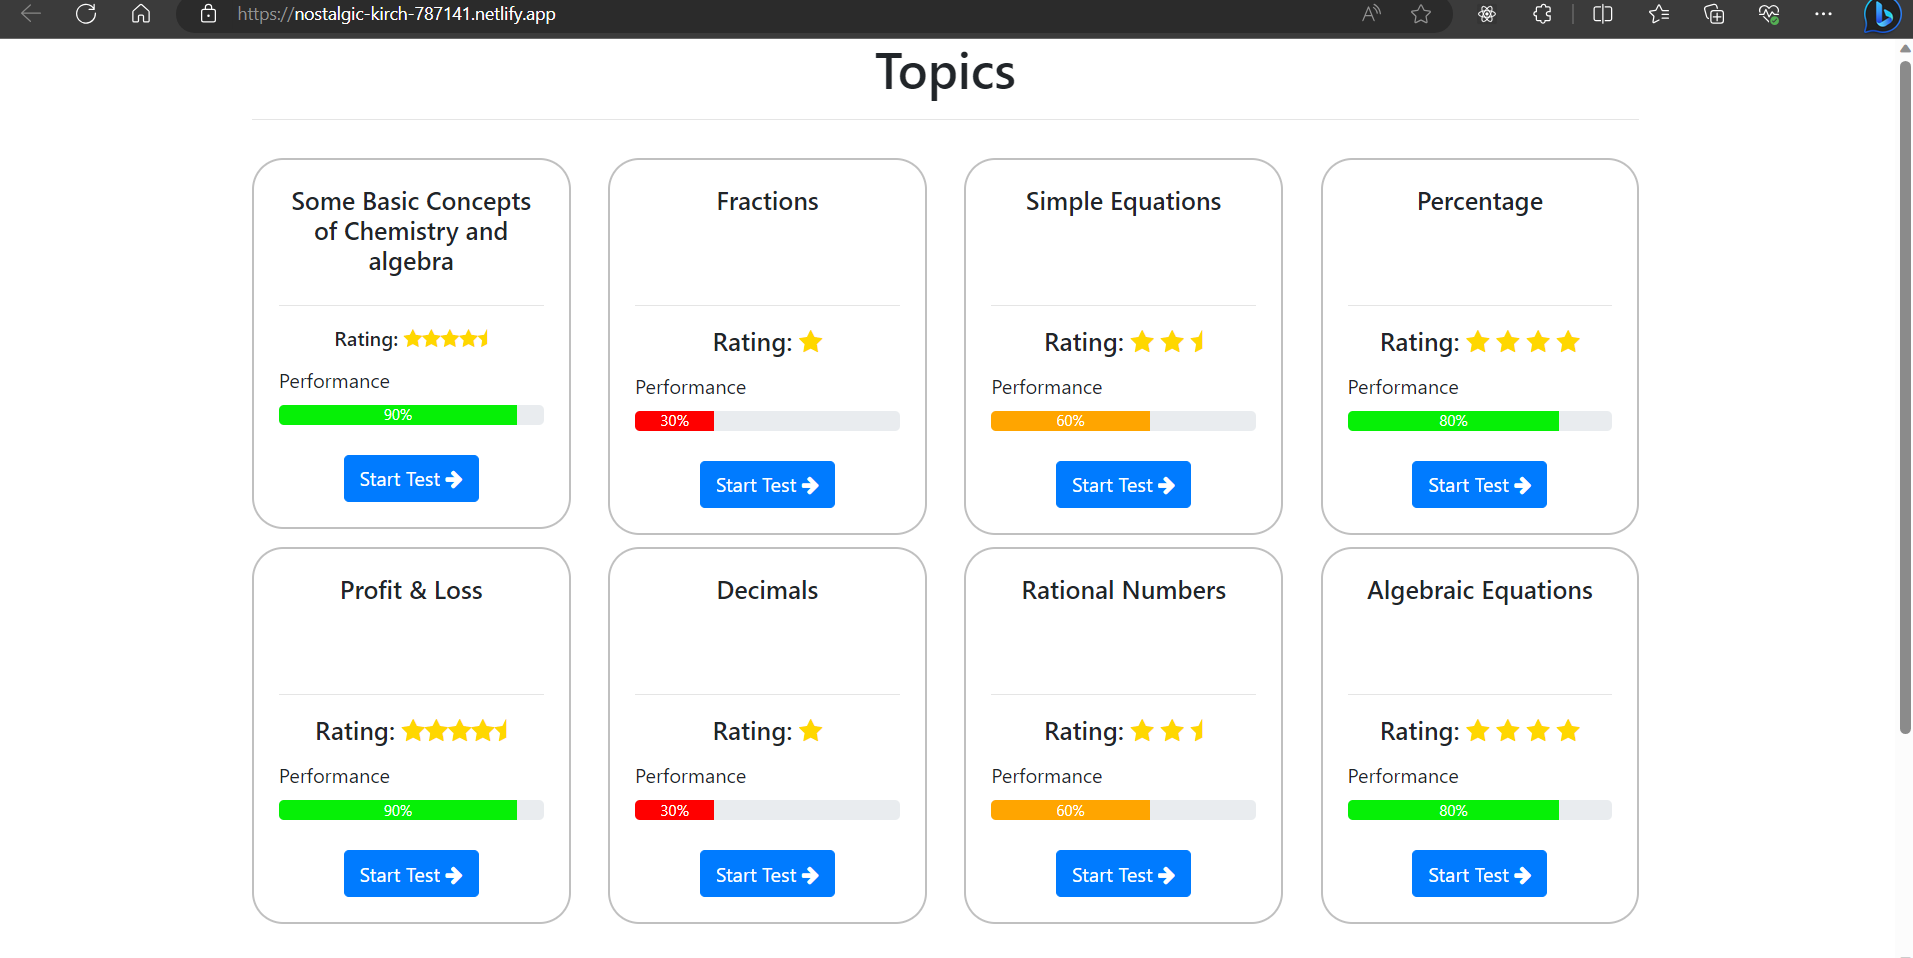 https://nostalgic-kirch-787141.netlify.app
Topics
Some Basic Concepts
of Chemistry and
algebra
Rating:
Performance
90%
Start Test
Fractions
Rating:
Performance
30%
Start Test
Simple Equations
Rating:
Performance
60%
Start Test
Percentage
Rating:
Performance
80%
Start Test
Profit & Loss
Rating:
Performance
90%
Start Test
Decimals
Rating:
Performance
30%
Start Test
Rational Numbers
Rating:
Performance
60%
Start Test
Algebraic Equations
Rating:
Performance
80%
Start Test